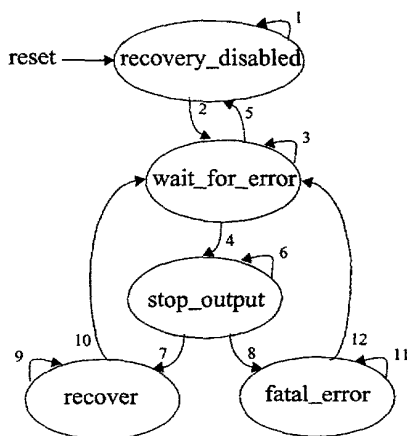 1
reset
recovery_disabled
2
5
3
wait_for_error
4
6
stop_output
10
7
8
12
9
11
recover
fatal_error